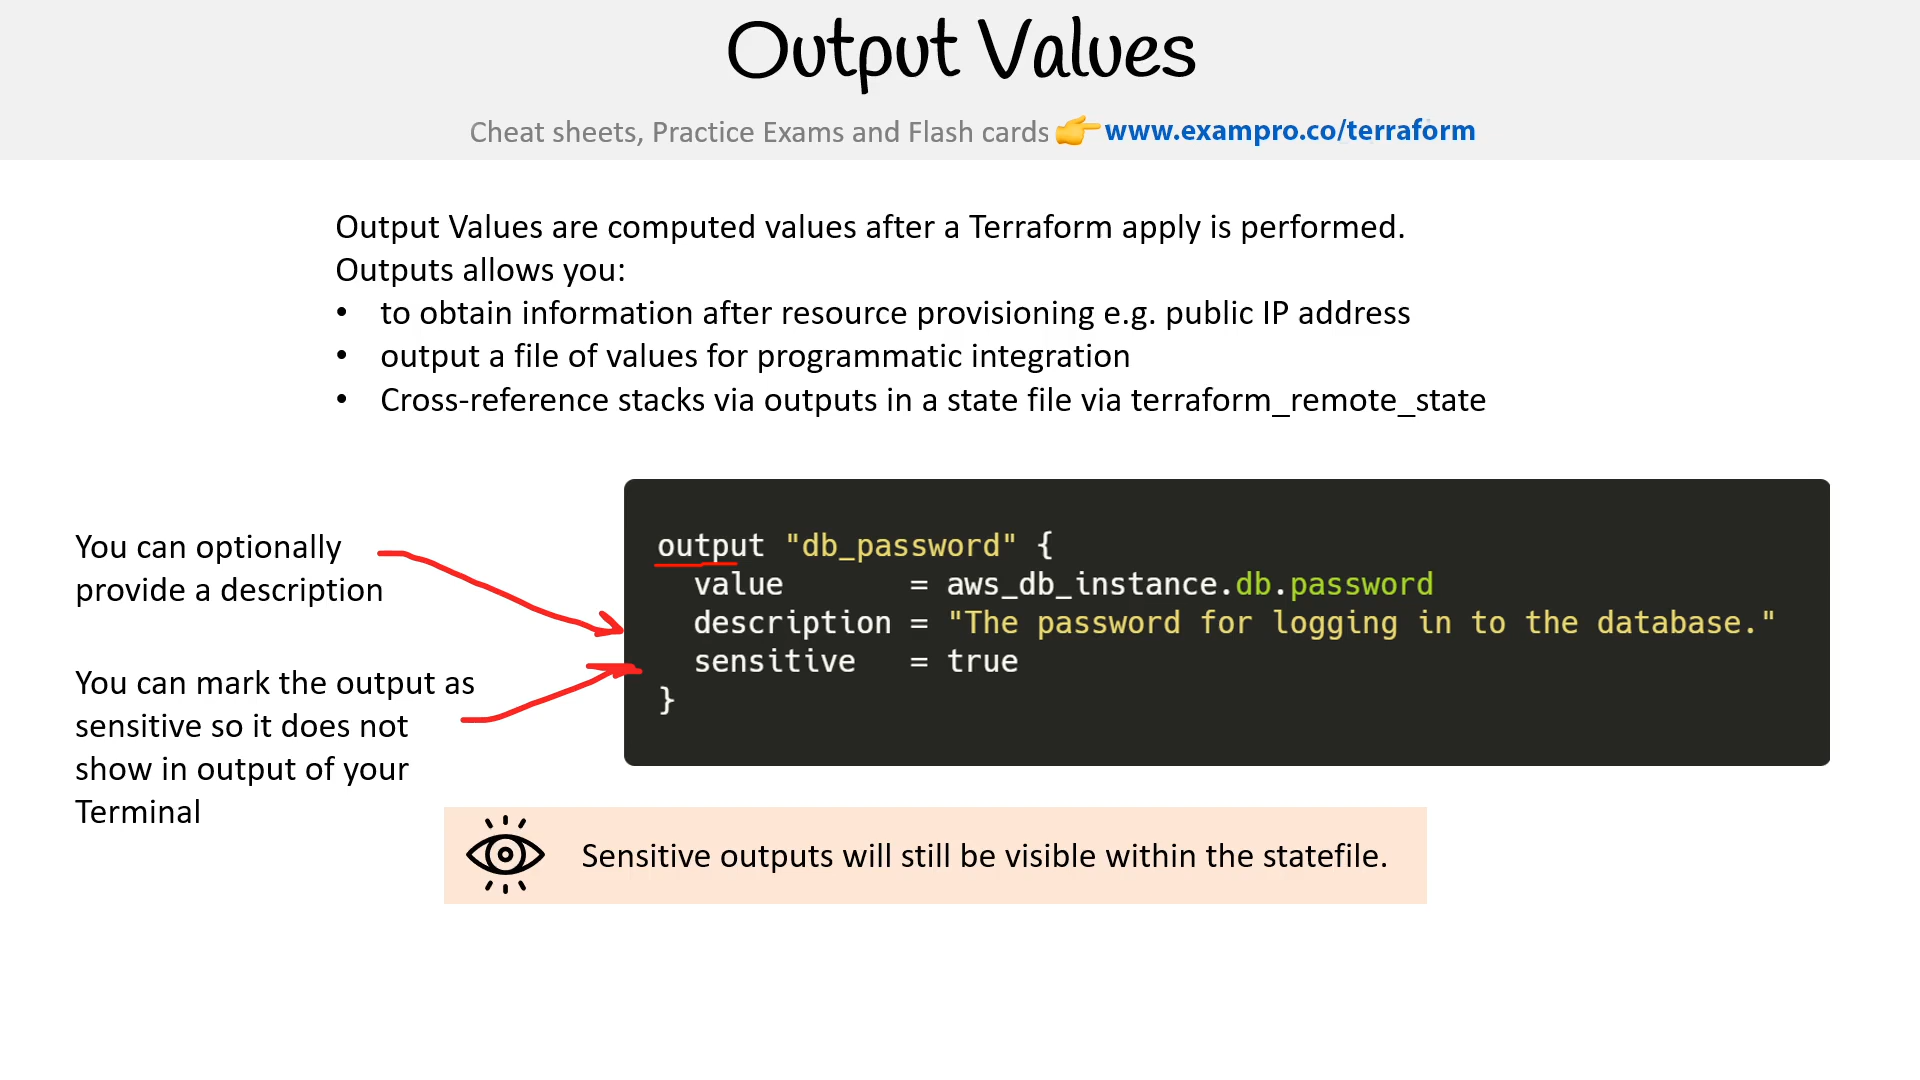 Output Values
Cheat sheets, Practice Exams and Flash cards 👉www.exampro.co/terraform
Output Values are computed values after a Terraform apply is performed.
Outputs allows you:
• to obtain information after resource provisioning e.g. public IP address
• output a file of values for programmatic integration
• Cross-reference stacks via outputs in a state file via terraform_remote_state
You can optionally
provide a description
You can mark the output as
sensitive so it does not
show in output of your
Terminal
output "db_password" {
  value       = aws_db_instance.db.password
  description = "The password for logging in to the database."
  sensitive   = true
}
Sensitive outputs will still be visible within the statefile.